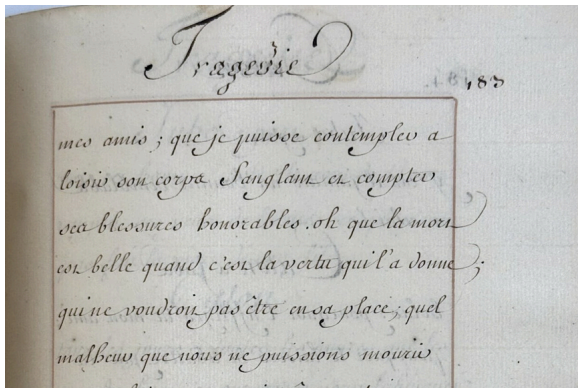 Tragedie
183
mes amis ; que je puisse contempler a
loisir son corps sanglant et compter
ses blessures honorables. oh que la mort
est belle quand c'est la vertu qui l'a donne ;
qui ne voudroit pas être en sa place ; quel
malheur que nous ne puissions mourir